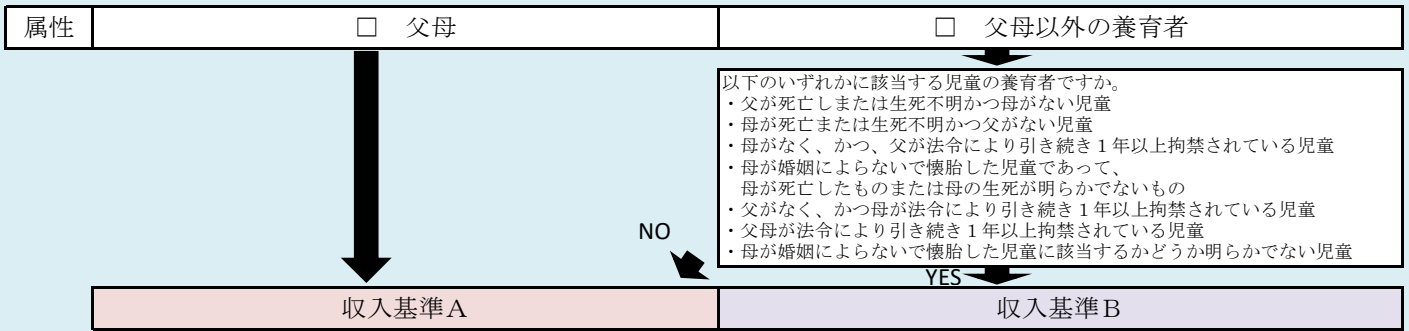 属性
□ 父母
□ 父母以外の養育者
以下のいずれかに該当する児童の養育者ですか。
・父が死亡しまたは生死不明かつ母がない児童
・母が死亡または生死不明かつ父がない児童
・母がなく、かつ、父が法令により引き続き１年以上拘禁されている児童
・母が婚姻によらないで懐胎した児童であって、
母が死亡したものまたは母の生死が明らかでないもの
・父がなく、かつ母が法令により引き続き１年以上拘禁されている児童
・父母が法令により引き続き１年以上拘禁されている児童
・母が婚姻によらないで懐胎した児童に該当するかどうか明らかでない児童
NO
YES
収入基準Ａ
収入基準Ｂ